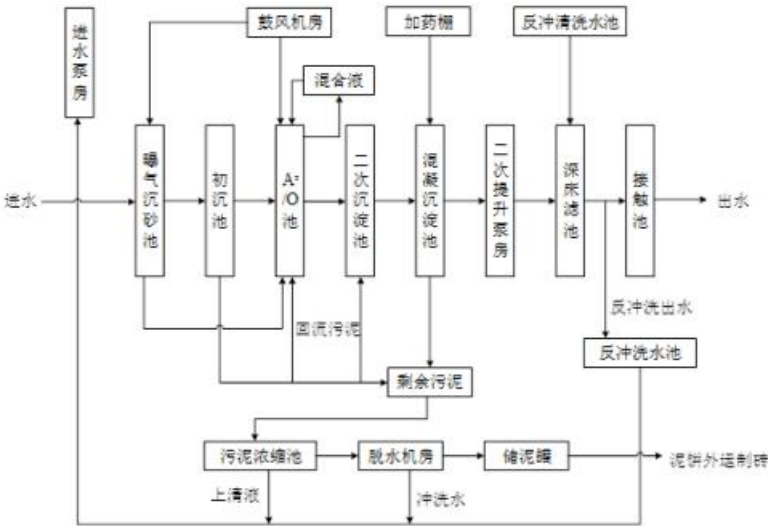 进水泵房
鼓风机房
加药棚
反冲清洗水池
混合液
进水
曝气沉砂池
初沉池
A²/O池
二次沉淀池
混凝沉淀池
二次提升泵房
深床滤池
接触池
出水
回流污泥
反冲洗出水
反冲洗水池
剩余污泥
污泥浓缩池
脱水机房
储泥罐
泥饼外运制砖
上清液
冲洗水